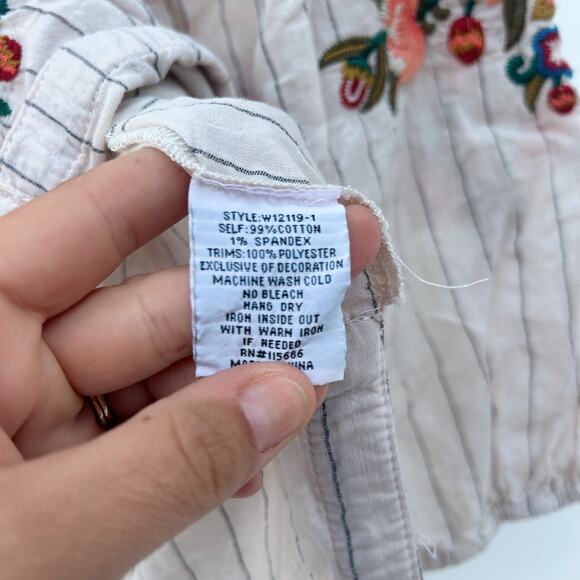 STYLE:W12119-1
SELF:99%COTTON
1% SPANDEX
TRIMS:100%POLYESTER
EXCLUSIVE OF DECORATION
MACHINE WASH COLD
NO BLEACH
HANG DRY
IRON INSIDE OUT
WITH WARM IRON
IF NEEDED
RN#115686